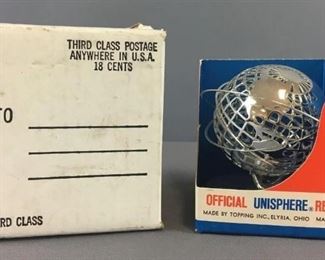 THIRD CLASS POSTAGE
ANYWHERE IN U.S.A.
18 CENTS
TO
RD CLASS
OFFICIAL UNISPHERE® RE
MADE BY TOPPING INC., ELYRIA, OHIO MA